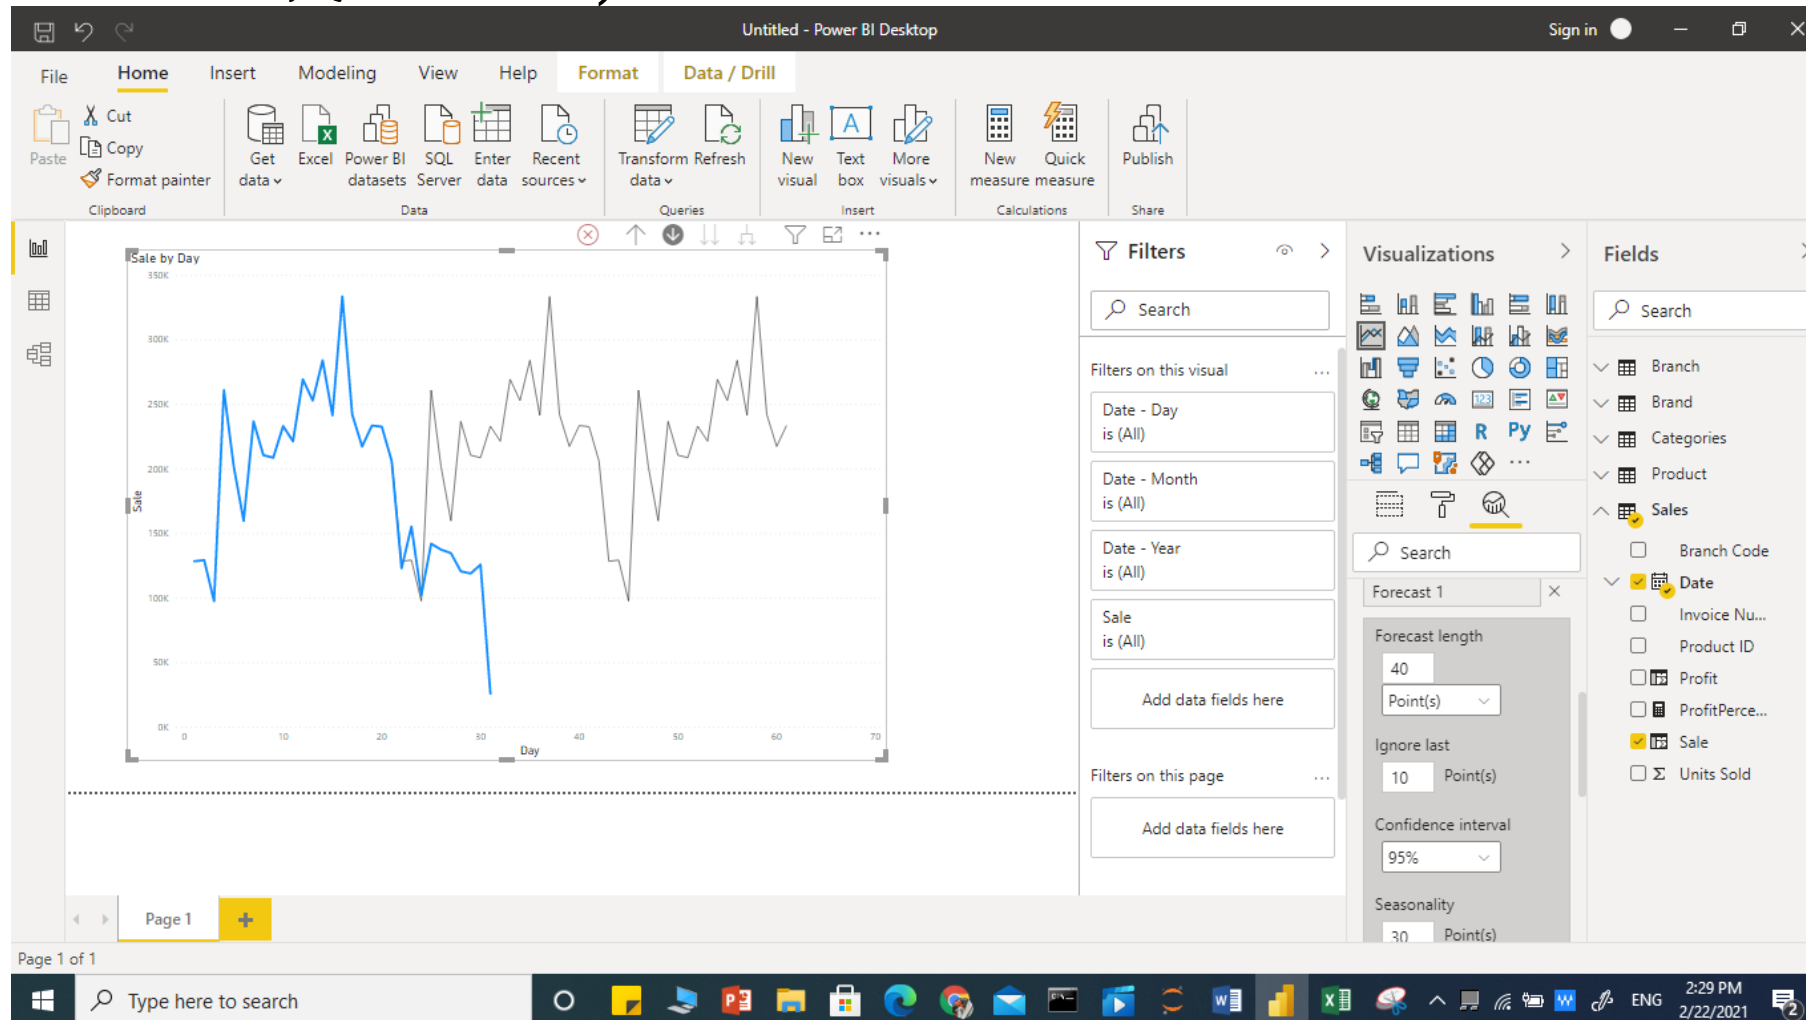 Untitled - Power BI Desktop
Sign in
File Home Insert Modeling View Help Format Data / Drill
Paste
Cut
Copy
Format painter
Clipboard
Get data
Excel
Power BI datasets
SQL Server
Enter data
Recent sources
Data
Transform data
Refresh
Queries
New visual
Text box
More visuals
Insert
New measure
Quick measure
Calculations
Publish
Share
Sale by Day
350K
300K
250K
200K
150K
100K
50K
0K
Sale
0 10 20 30 40 50 60 70
Day
Filters
Search
Filters on this visual ...
Date - Day
is (All)
Date - Month
is (All)
Date - Year
is (All)
Sale
is (All)
Add data fields here
Filters on this page ...
Add data fields here
Visualizations
123
R Py
Search
Forecast 1
Forecast length
40
Point(s)
Ignore last
10 Point(s)
Confidence interval
95%
Seasonality
30 Point(s)
Fields
Search
Branch
Brand
Categories
Product
Sales
Branch Code
Date
Invoice Nu...
Product ID
Profit
ProfitPerce...
Sale
Σ Units Sold
Page 1
Page 1 of 1
Type here to search
ENG
2:29 PM
2/22/2021
2